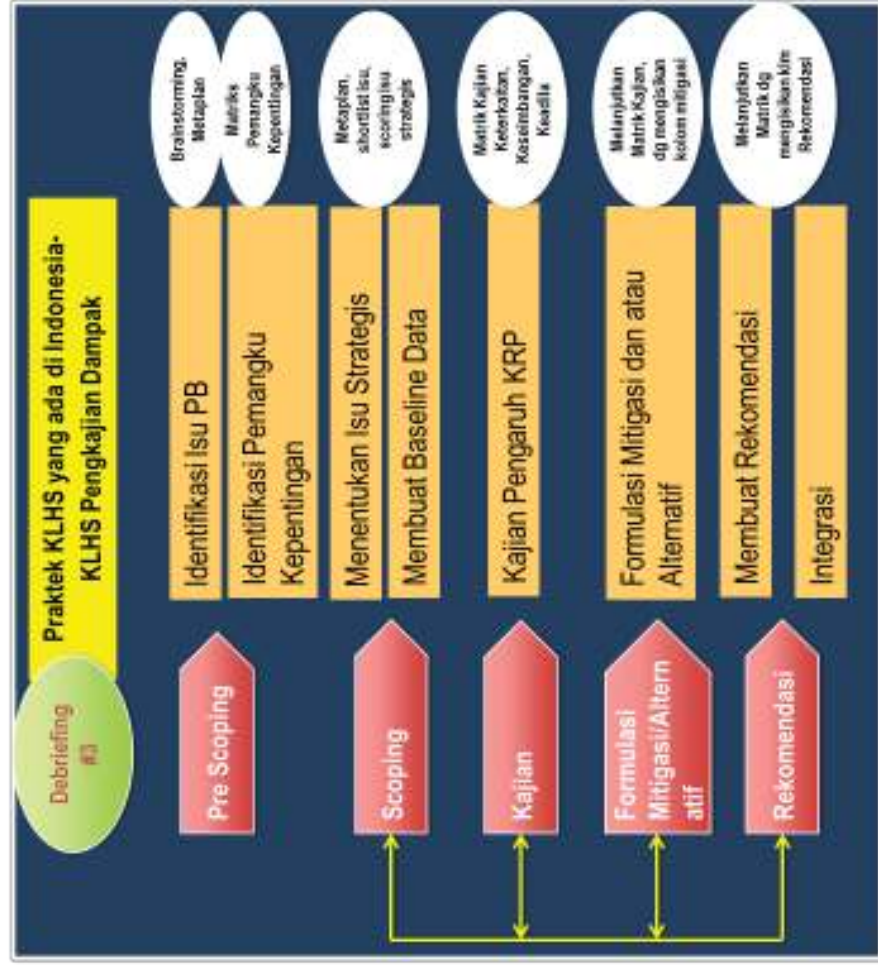 Debriefing
#3
Praktek KLHS yang ada di Indonesia-
KLHS Pengkajian Dampak
Pre Scoping
Identifikasi Isu PB
Brainstorming,
Metaplan
Identifikasi Pemangku
Kepentingan
Matriks
Pemangku
Kepentingan
Scoping
Menentukan Isu Strategis
Membuat Baseline Data
Metaplan,
shortlist isu,
scoring isu
strategis
Kajian
Kajian Pengaruh KRP
Matrik Kajian
Keterkatan,
Keseimbangan,
Keadila
Formulasi
Mitigasi/Altern
atif
Formulasi Mitigasi dan atau
Alternatif
Melanjutkan
Matrik Kajian,
dg mengisikan
kolom mitigasi
Rekomendasi
Membuat Rekomendasi
Integrasi
Melanjutkan
Matrik dg
mengisikan klm
Rekomendasi